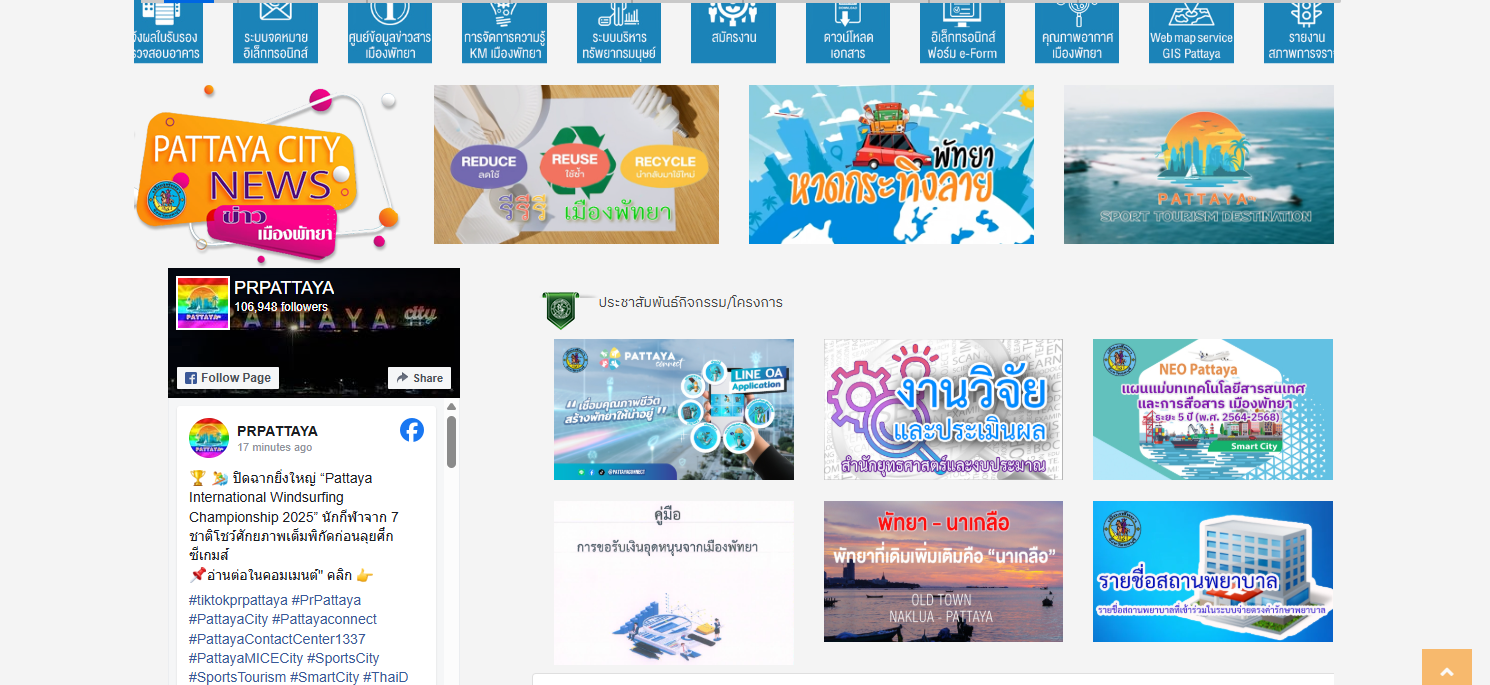 งผลใบรับรอง
รวจสอบอาคาร
ระบบจดหมาย
อิเล็กทรอนิกส์
ศูนย์ข้อมูลข่าวสาร
เมืองพัทยา
การจัดการความรู้
KM เมืองพัทยา
ระบบบริหาร
ทรัพยากรมนุษย์
สมัครงาน
ดาวน์โหลด
เอกสาร
อิเล็กทรอนิกส์
ฟอร์ม e-Form
คุณภาพอากาศ
เมืองพัทยา
Web map service
GIS Pattaya
รายงาน
สภาพการจรา
PATTAYA CITY
NEWS
ข่าว
เมืองพัทยา
REDUCE
ลดใช้
REUSE
ใช้ซ้ำ
RECYCLE
นำกลับมาใช้ใหม่
รีรีรี เมืองพัทยา
พัทยา
หาดกระทิงลาย
PATTAYA
SPORT TOURISM DESTINATION
PRPATTAYA
106,948 followers
PATTAYA
ATTAYA city
Follow Page
Share
PRPATTAYA
17 minutes ago
🏆 🏄 ปิดฉากยิ่งใหญ่ “Pattaya
International Windsurfing
Championship 2025” นักกีฬาจาก 7
ชาติโชว์ศักยภาพเต็มพิกัดก่อนลุยศึก
ซีเกมส์
📌อ่านต่อในคอมเมนต์" คลิก 👉
#tiktokprpattaya #PrPattaya
#PattayaCity #Pattayaconnect
#PattayaContactCenter1337
#PattayaMICECity #SportsCity
#SportsTourism #SmartCity #ThaiD
ประชาสัมพันธ์กิจกรรม/โครงการ
PATTAYA
connect
LINE OA
Application
“เชื่อมคุณภาพชีวิต
สร้างพัทยาให้น่าอยู่”
@PATTAYACONNECT
งานวิจัย
และประเมินผล
สำนักยุทธศาสตร์และงบประมาณ
NEO Pattaya
แผนแม่บทเทคโนโลยีสารสนเทศ
และการสื่อสาร เมืองพัทยา
ระยะ 5 ปี (พ.ศ. 2564-2568)
Smart City
คู่มือ
การขอรับเงินอุดหนุนจากเมืองพัทยา
พัทยา - นาเกลือ
พัทยาที่เดิมเพิ่มเติมคือ “นาเกลือ”
OLD TOWN
NAKLUA - PATTAYA
รายชื่อสถานพยาบาล
รายชื่อสถานพยาบาลที่เข้าร่วมในระบบจ่ายตรงค่ารักษาพยาบาล